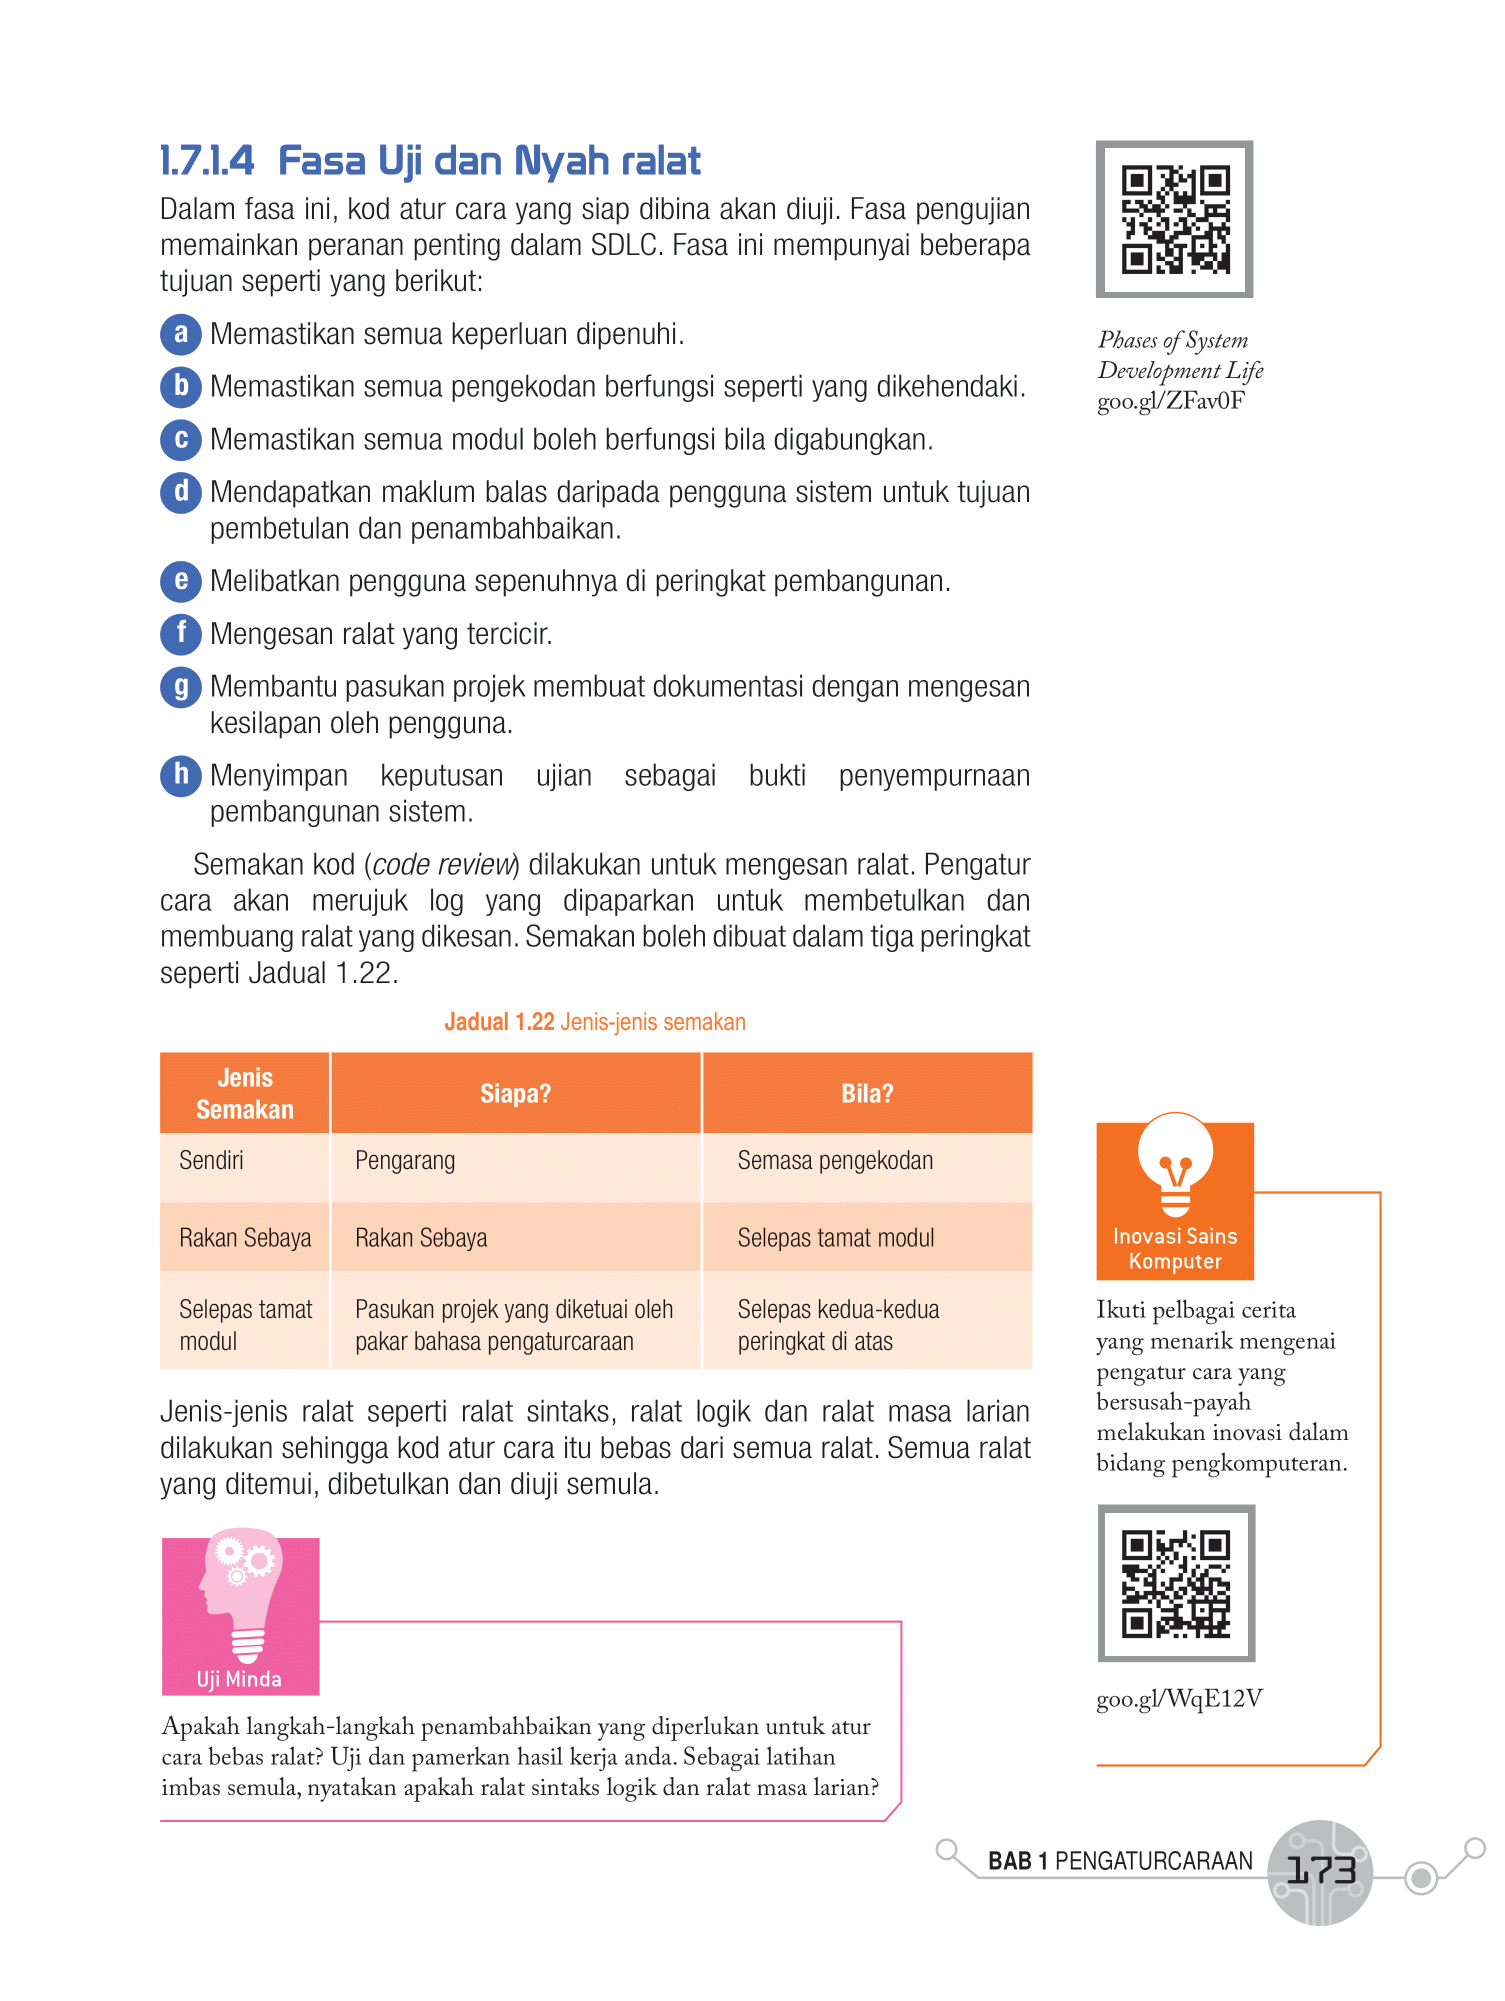 1.7.1.4 Fasa Uji dan Nyah ralat
Dalam fasa ini, kod atur cara yang siap dibina akan diuji. Fasa pengujian
memainkan peranan penting dalam SDLC. Fasa ini mempunyai beberapa
tujuan seperti yang berikut:
a Memastikan semua keperluan dipenuhi.
b Memastikan semua pengekodan berfungsi seperti yang dikehendaki.
c Memastikan semua modul boleh berfungsi bila digabungkan.
d Mendapatkan maklum balas daripada pengguna sistem untuk tujuan
pembetulan dan penambahbaikan.
e Melibatkan pengguna sepenuhnya di peringkat pembangunan.
f Mengesan ralat yang tercicir.
g Membantu pasukan projek membuat dokumentasi dengan mengesan
kesilapan oleh pengguna.
h Menyimpan keputusan ujian sebagai bukti penyempurnaan
pembangunan sistem.
Semakan kod (code review) dilakukan untuk mengesan ralat. Pengatur
cara akan merujuk log yang dipaparkan untuk membetulkan dan
membuang ralat yang dikesan. Semakan boleh dibuat dalam tiga peringkat
seperti Jadual 1.22.
Jadual 1.22 Jenis-jenis semakan
Jenis
Semakan
Siapa?
Bila?
Sendiri
Pengarang
Semasa pengekodan
Rakan Sebaya
Rakan Sebaya
Selepas tamat modul
Selepas tamat
modul
Pasukan projek yang diketuai oleh
pakar bahasa pengaturcaraan
Selepas kedua-kedua
peringkat di atas
Jenis-jenis ralat seperti ralat sintaks, ralat logik dan ralat masa larian
dilakukan sehingga kod atur cara itu bebas dari semua ralat. Semua ralat
yang ditemui, dibetulkan dan diuji semula.
Uji Minda
Apakah langkah-langkah penambahbaikan yang diperlukan untuk atur
cara bebas ralat? Uji dan pamerkan hasil kerja anda. Sebagai latihan
imbas semula, nyatakan apakah ralat sintaks logik dan ralat masa larian?
Phases of System
Development Life
goo.gl/ZFav0F
Inovasi Sains
Komputer
Ikuti pelbagai cerita
yang menarik mengenai
pengatur cara yang
bersusah-payah
melakukan inovasi dalam
bidang pengkomputeran.
goo.gl/WqE12V
BAB 1 PENGATURCARAAN 173